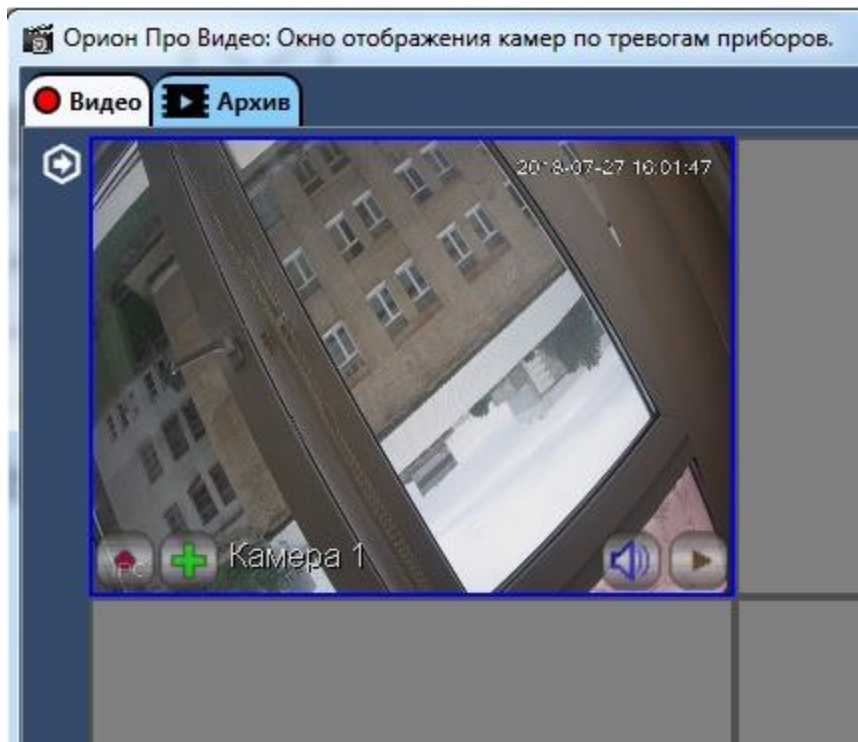 Орион Про Видео: Окно отображения камер по тревогам приборов.
Видео
Архив
2018-07-27 16:01:47
Камера 1